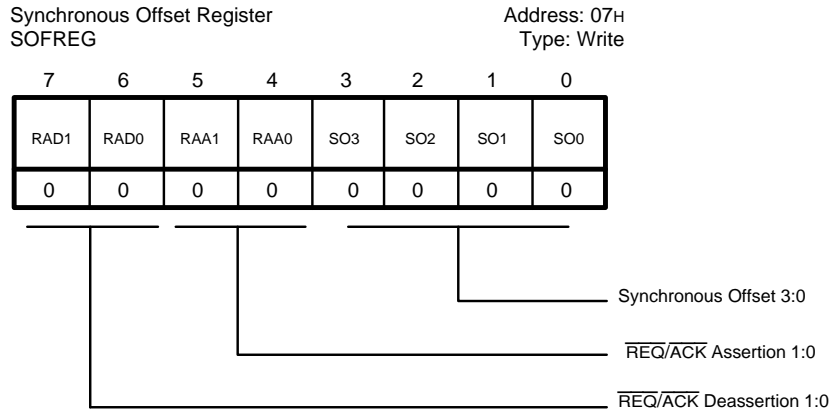 Synchronous Offset Register Address: 07H
SOFREG Type: Write
7 6 5 4 3 2 1 0
RAD1 RAD0 RAA1 RAA0 SO3 SO2 SO1 SO0
0 0 0 0 0 0 0 0
Synchronous Offset 3:0
REQ/ACK Assertion 1:0
REQ/ACK Deassertion 1:0